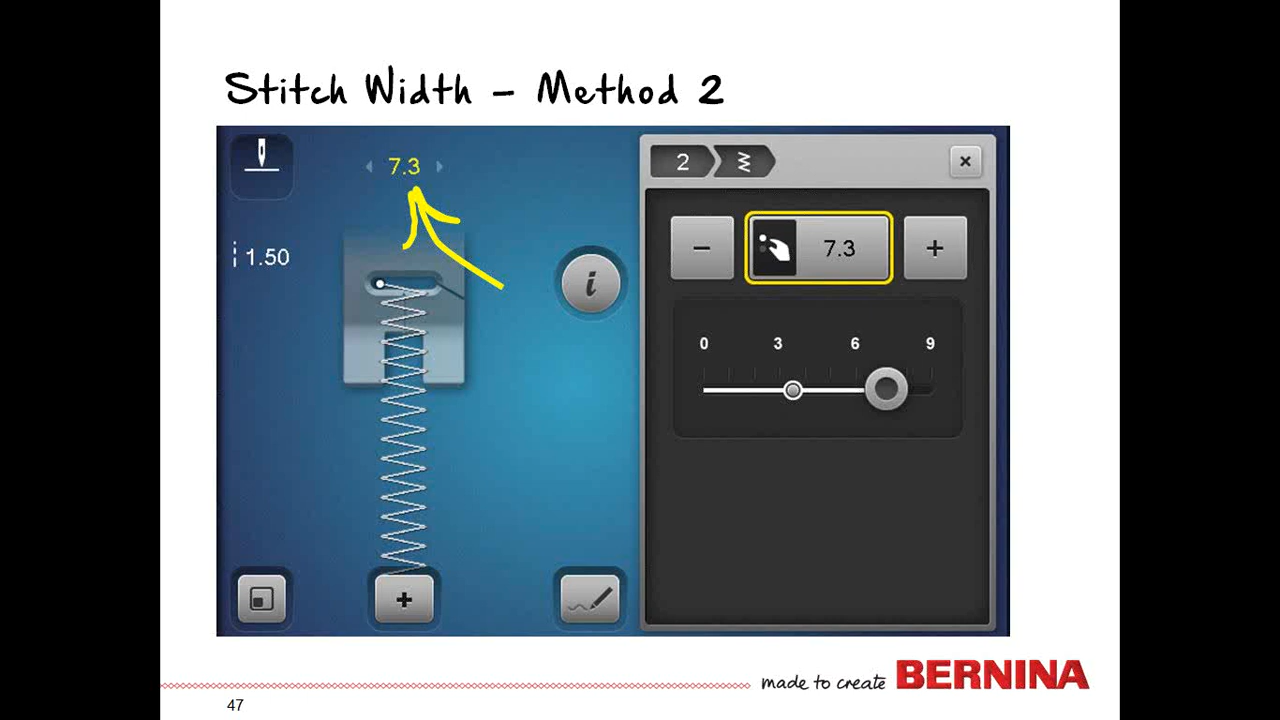 Stitch Width – Method 2
7.3
2
1.50
i
− 7.3 +
0 3 6 9
+
made to create BERNINA
47